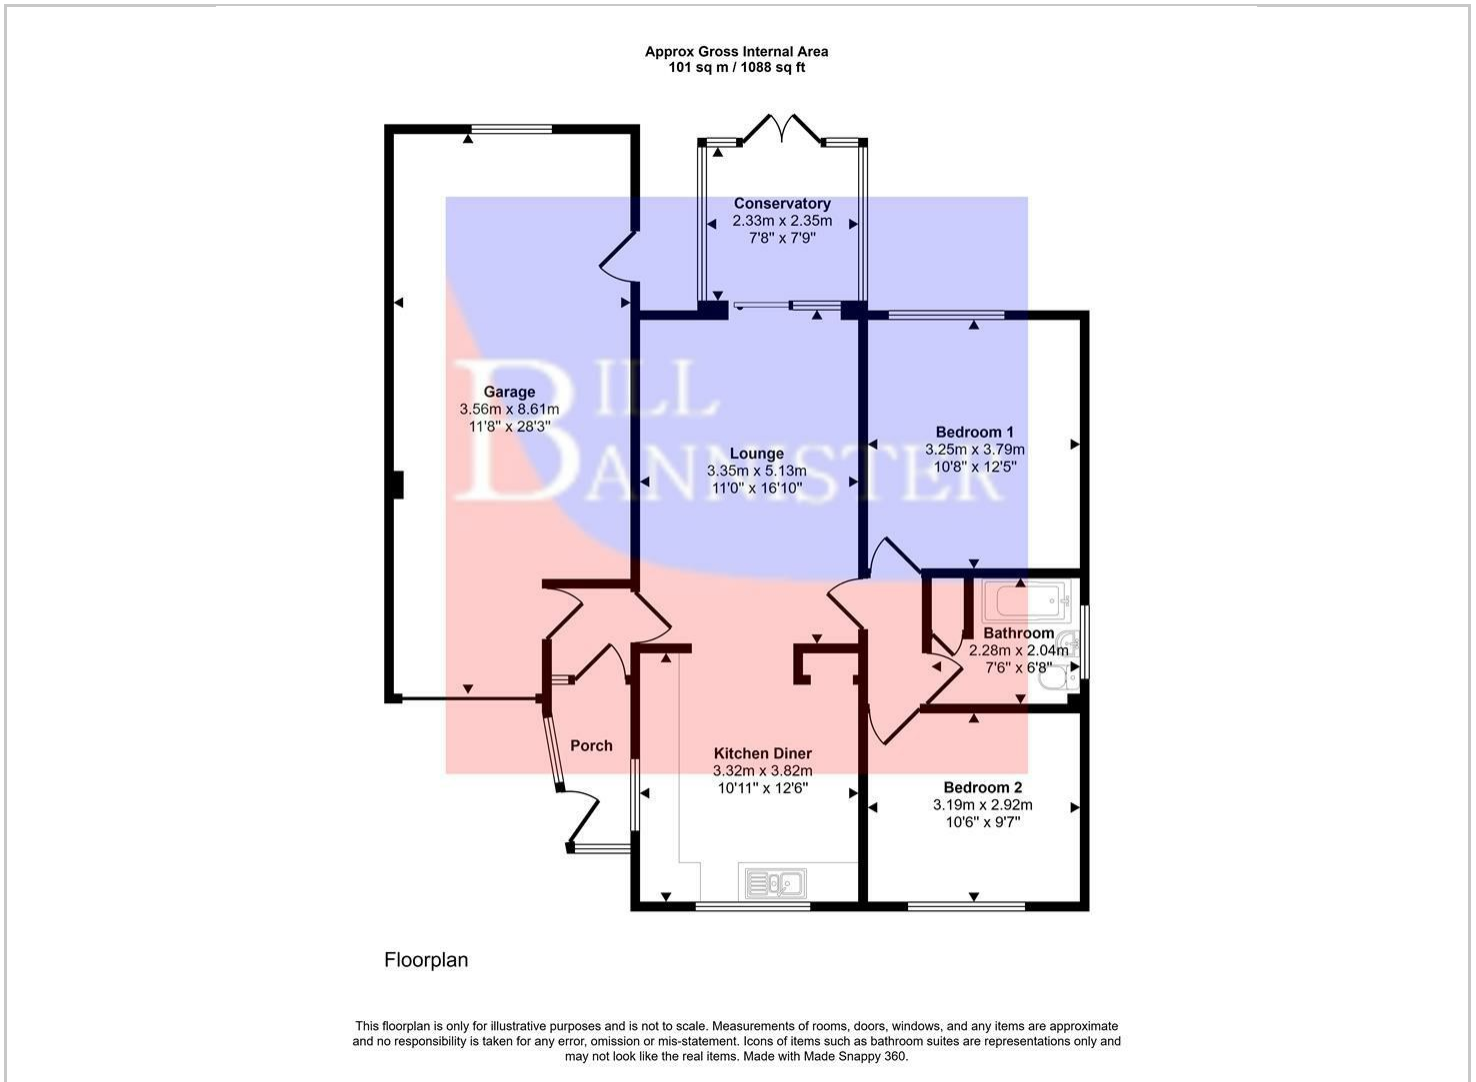 Approx Gross Internal Area
101 sq m / 1088 sq ft
Conservatory
2.33m x 2.35m
7'8" x 7'9"
Garage
3.56m x 8.61m
11'8" x 28'3"
BILL
BANNISTER
Lounge
3.35m x 5.13m
11'0" x 16'10"
Bedroom 1
3.25m x 3.79m
10'8" x 12'5"
Bathroom
2.28m x 2.04m
7'6" x 6'8"
Porch
Kitchen Diner
3.32m x 3.82m
10'11" x 12'6"
Bedroom 2
3.19m x 2.92m
10'6" x 9'7"
Floorplan
This floorplan is only for illustrative purposes and is not to scale. Measurements of rooms, doors, windows, and any items are approximate
and no responsibility is taken for any error, omission or mis-statement. Icons of items such as bathroom suites are representations only and
may not look like the real items. Made with Made Snappy 360.